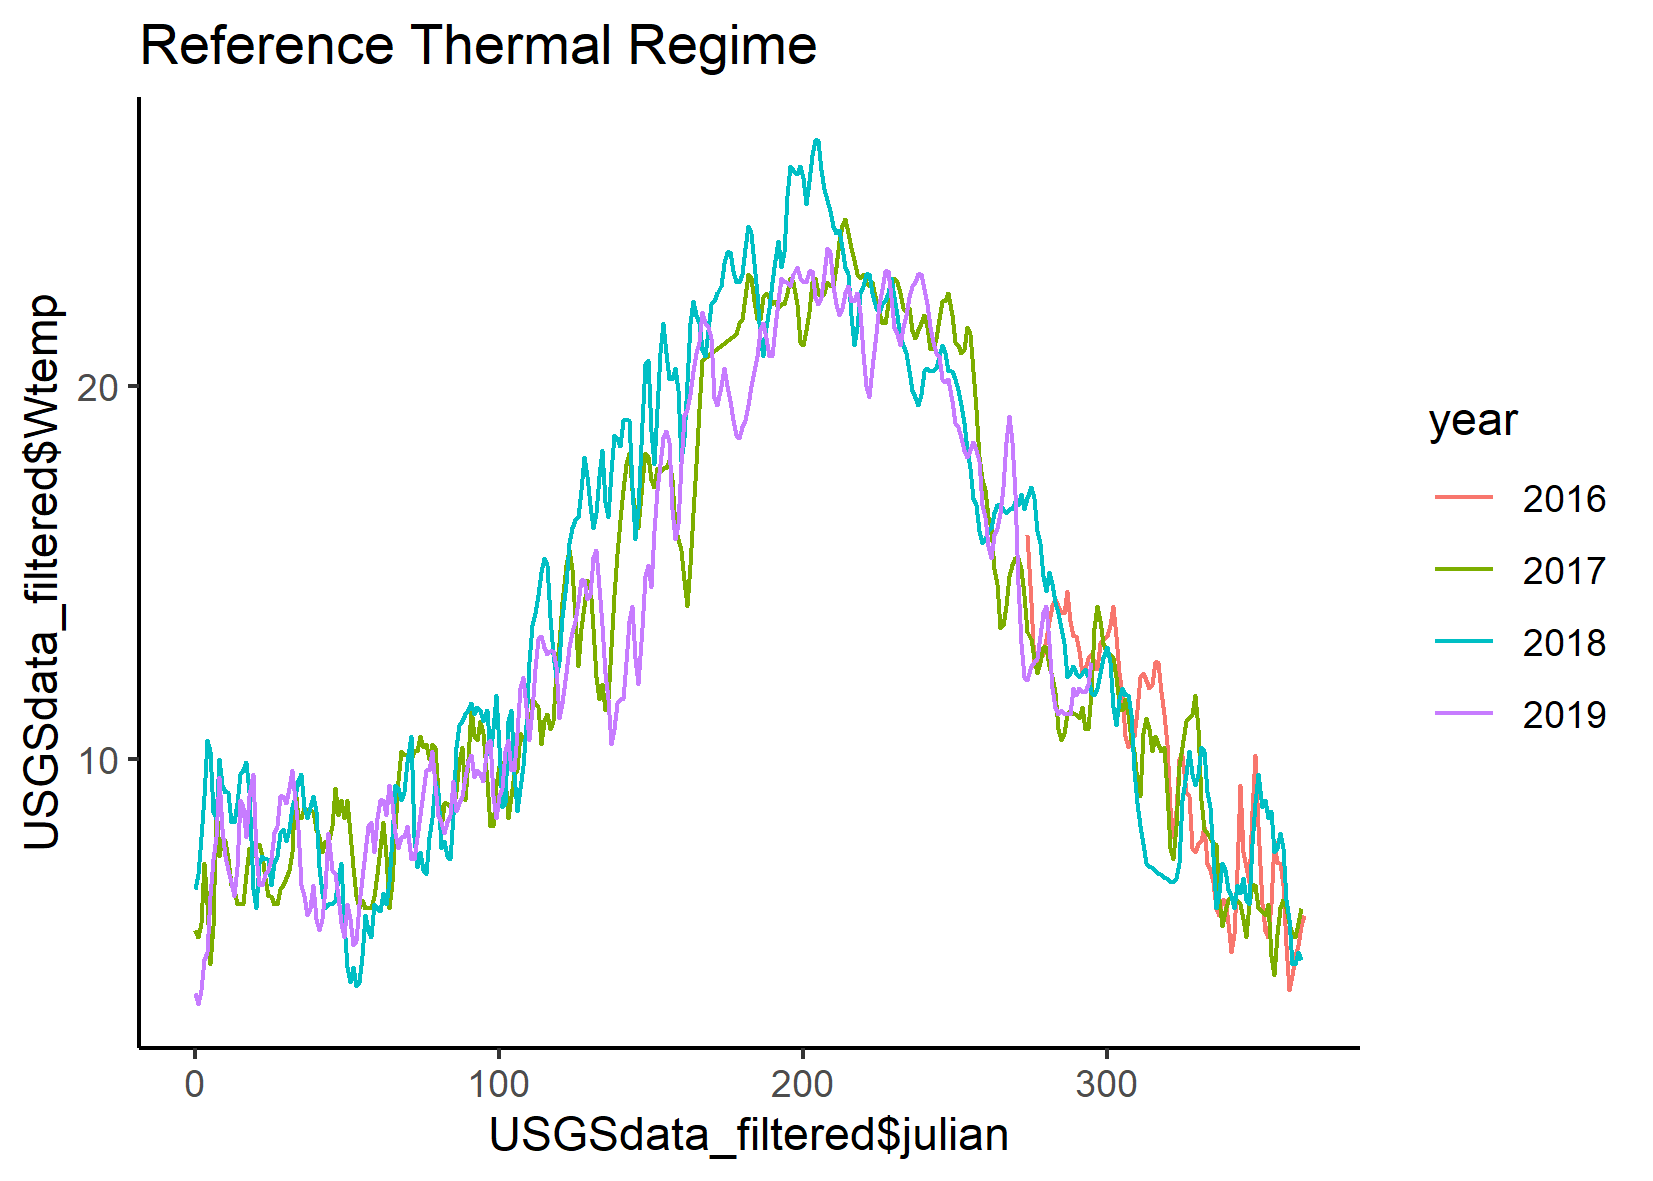 Reference Thermal Regime
USGSdata_filtered$Wtemp
20
10
0
100
200
300
USGSdata_filtered$julian
year
2016
2017
2018
2019